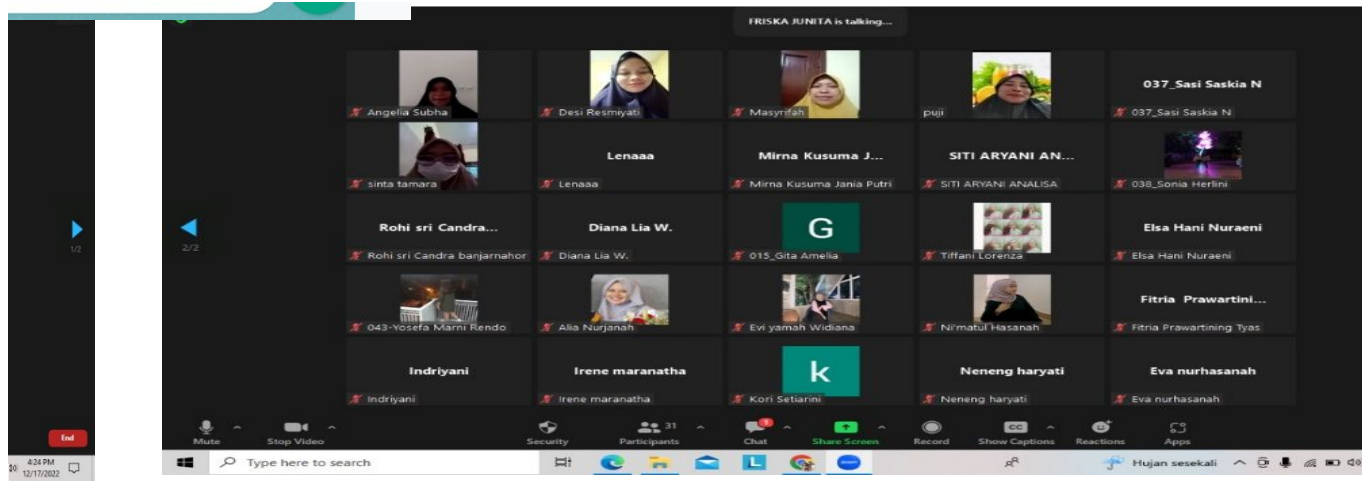 FRISKA JUNITA is talking...
037_Sasi Saskia N
Angelia Subha
Desi Resmiyati
Masyrifah
puji
037_Sasi Saskia N
Lenaaa
Mirna Kusuma J...
SITI ARYANI AN...
sinta tamara
Lenaaa
Mirna Kusuma Jania Putri
SITI ARYANI ANALISA
038_Sonia Herlini
1/2
2/2
Rohi sri Candra...
Diana Lia W.
G
Elsa Hani Nuraeni
Rohi sri Candra banjarnahor
Diana Lia W.
015_Gita Amelia
Tiffani Lorenza
Elsa Hani Nuraeni
Fitria Prawartini...
043-Yosefa Marni Rendo
Alia Nurjanah
Evi yamah Widiana
Ni'matul Hasanah
Fitria Prawartining Tyas
Indriyani
Irene maranatha
k
Neneng haryati
Eva nurhasanah
Indriyani
Irene maranatha
Kori Setiarini
Neneng haryati
Eva nurhasanah
End
Mute
Stop Video
Security
Participants
31
Chat
Share Screen
Record
CC
Show Captions
Reactions
Apps
4:24 PM
12/17/2022
Type here to search
L
Hujan sesekali